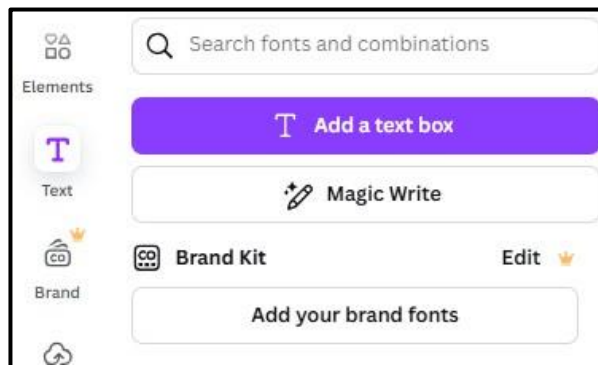 Elements
Text
Brand
Search fonts and combinations
T Add a text box
Magic Write
CO Brand Kit Edit
Add your brand fonts